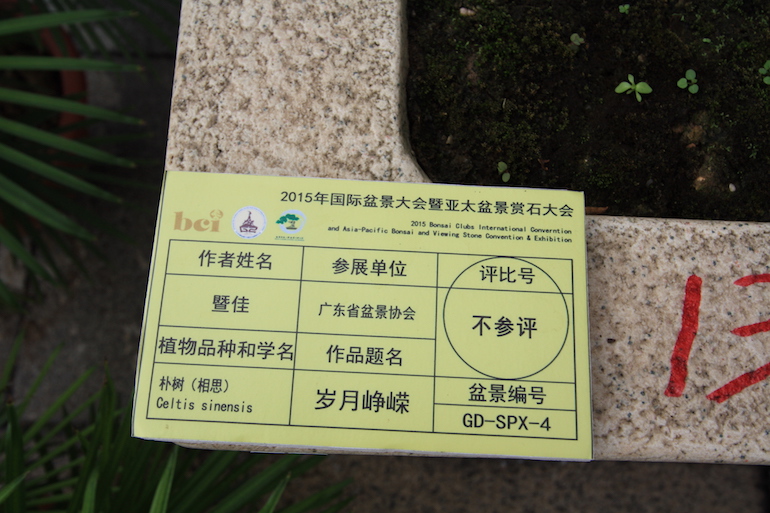 2015年国际盆景大会暨亚太盆景赏石大会
bci
2015 Bonsai Clubs International Converntion
and Asia-Pacific Bonsai and Viewing Stone Convention & Exhibition
作者姓名 参展单位 评比号
暨佳 广东省盆景协会 不参评
植物品种和学名 作品题名 盆景编号
朴树（相思）
Celtis sinensis
岁月峥嵘 GD-SPX-4